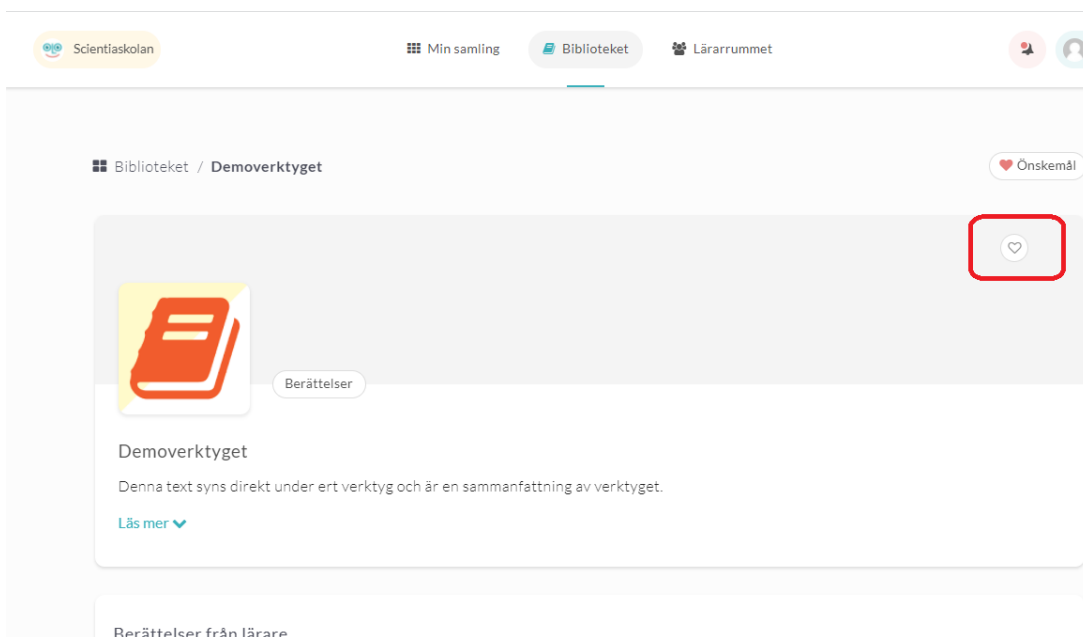 Scientiaskolan
Min samling
Biblioteket
Lärarrummet
Biblioteket / Demoverktyget
Önskemål
Berättelser
Demoverktyget
Denna text syns direkt under ert verktyg och är en sammanfattning av verktyget.
Läs mer
Berättelser från lärare